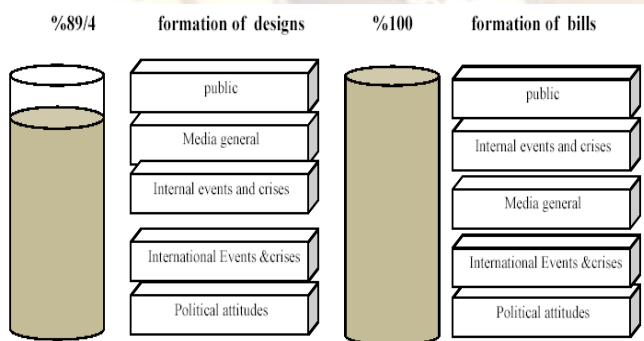 %89/4 formation of designs %100 formation of bills
public
Media general
Internal events and crises
International Events &crises
Political attitudes
public
Internal events and crises
Media general
International Events &crises
Political attitudes